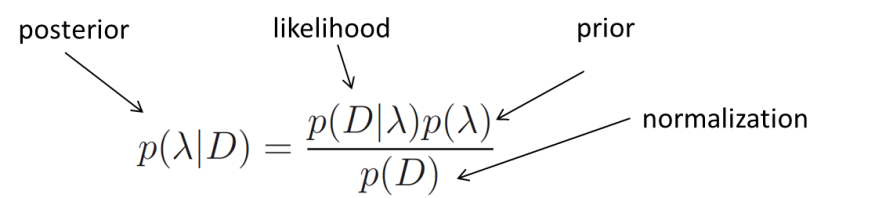 posterior likelihood prior
p(D|λ)p(λ)
normalization
p(λ|D) =
p(D)